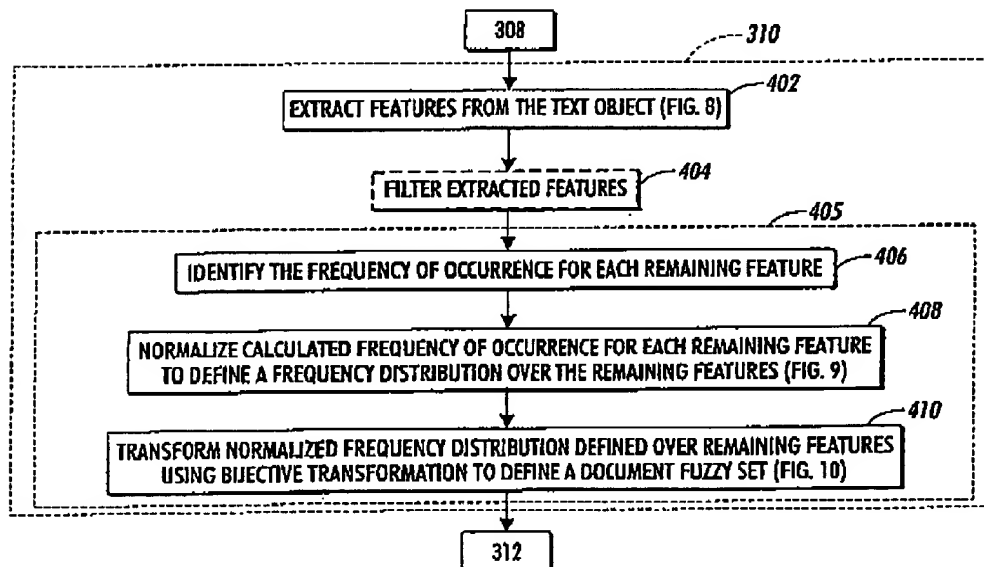 308
310
402
EXTRACT FEATURES FROM THE TEXT OBJECT (FIG. 8)
404
FILTER EXTRACTED FEATURES
405
IDENTIFY THE FREQUENCY OF OCCURRENCE FOR EACH REMAINING FEATURE
406
408
NORMALIZE CALCULATED FREQUENCY OF OCCURRENCE FOR EACH REMAINING FEATURE
TO DEFINE A FREQUENCY DISTRIBUTION OVER THE REMAINING FEATURES (FIG. 9)
410
TRANSFORM NORMALIZED FREQUENCY DISTRIBUTION DEFINED OVER REMAINING FEATURES
USING BIJECTIVE TRANSFORMATION TO DEFINE A DOCUMENT FUZZY SET (FIG. 10)
312